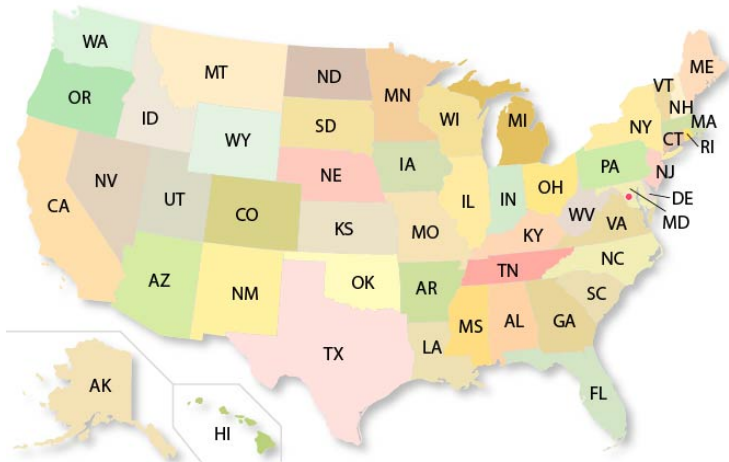 WA
MT
ND
MN
OR
ID
WY
SD
WI
MI
ME
VT
NH
MA
NY
CT
RI
NV
UT
CO
NE
IA
IL
IN
OH
PA
NJ
CA
KS
MO
KY
WV
VA
DE
MD
AZ
NM
OK
AR
TN
NC
SC
TX
LA
MS
AL
GA
FL
AK
HI